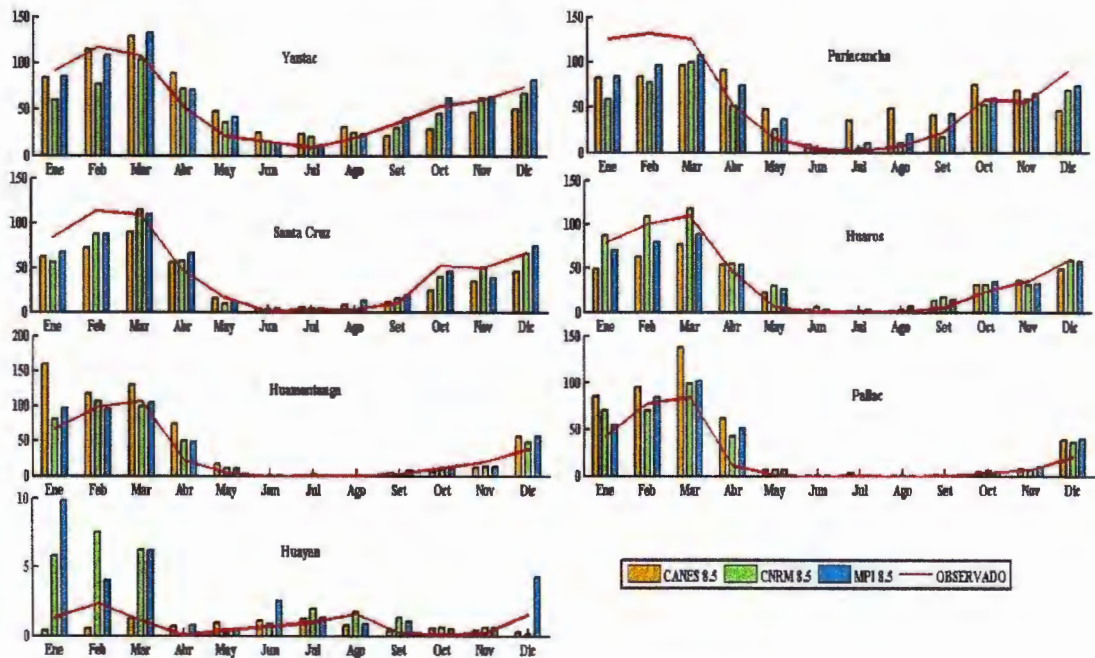 150
100
50
0
Yantac
Ene Feb Mar Abr May Jun Jul Ago Set Oct Nov Dic
150
100
50
0
Pariacancha
Ene Feb Mar Abr May Jun Jul Ago Set Oct Nov Dic
150
100
50
0
Santa Cruz
Ene Feb Mar Abr May Jun Jul Ago Set Oct Nov Dic
150
100
50
0
Huaros
Ene Feb Mar Abr May Jun Jul Ago Set Oct Nov Dic
200
150
100
50
0
Huamantanga
Ene Feb Mar Abr May Jun Jul Ago Set Oct Nov Dic
150
100
50
0
Pallac
Ene Feb Mar Abr May Jun Jul Ago Set Oct Nov Dic
10
5
0
Huayan
Ene Feb Mar Abr May Jun Jul Ago Set Oct Nov Dic
CANES 8.5 CNRM 8.5 MPI 8.5 OBSERVADO